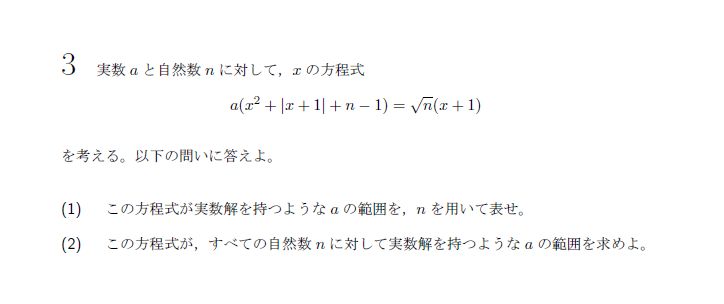 3 実数 a と自然数 n に対して，x の方程式
a(x² + |x + 1| + n − 1) = √n(x + 1)
を考える。以下の問いに答えよ。
(1) この方程式が実数解を持つような a の範囲を，n を用いて表せ。
(2) この方程式が，すべての自然数 n に対して実数解を持つような a の範囲を求めよ。